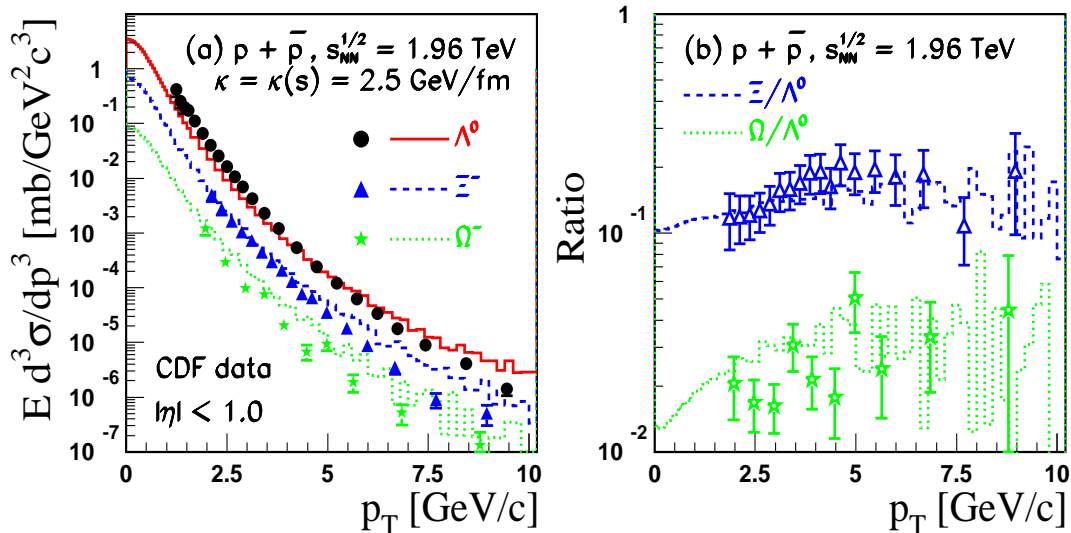 E d³σ/dp³ [mb/GeV²c³]
(a) p + p̄, s_NN^1/2 = 1.96 TeV
κ = κ(s) = 2.5 GeV/fm
Λ⁰
Ξ⁻
Ω⁻
CDF data
|η| < 1.0
1
10 -1
10 -2
10 -3
10 -4
10 -5
10 -6
10 -7
0 2.5 5 7.5 10
p_T [GeV/c]
Ratio
(b) p + p̄, s_NN^1/2 = 1.96 TeV
Ξ/Λ⁰
Ω/Λ⁰
1
10 -1
10 -2
0 2.5 5 7.5 10
p_T [GeV/c]